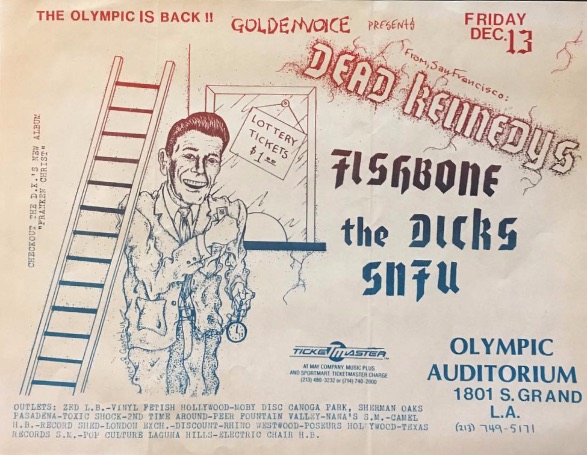 THE OLYMPIC IS BACK !!
GOLDENVOICE PRESENTS
FRIDAY
DEC. 13
From, San Francisco:
DEAD KENNEDYS
LOTTERY
TICKETS
$1.00
FISHBONE
the DICKS
SNFU
CHECKOUT THE D.K.'S NEW ALBUM
"FRANKEN CHRIST"
TICKETMASTER
AT MAY COMPANY, MUSIC PLUS
AND SPORTMART, TICKETMASTER CHARGE
(213) 480-3232 or (714) 740-2000
OLYMPIC
AUDITORIUM
1801 S. GRAND
L.A.
(213) 749-5171
OUTLETS: ZED L.B.-VINYL FETISH HOLLYWOOD-MOBY DISC CANOGA PARK, SHERMAN OAKS
PASADENA-TOXIC SHOCK-2ND TIME AROUND-PEER FOUNTAIN VALLEY-NANA'S S.M.-CAMEL
H.B.-RECORD SHED-LONDON EXCH.-DISCOUNT-RHINO WESTWOOD-POSEURS HOLLYWOOD-TEXAS
RECORDS S.M.-POP CULTURE LAGUNA HILLS-ELECTRIC CHAIR H.B.